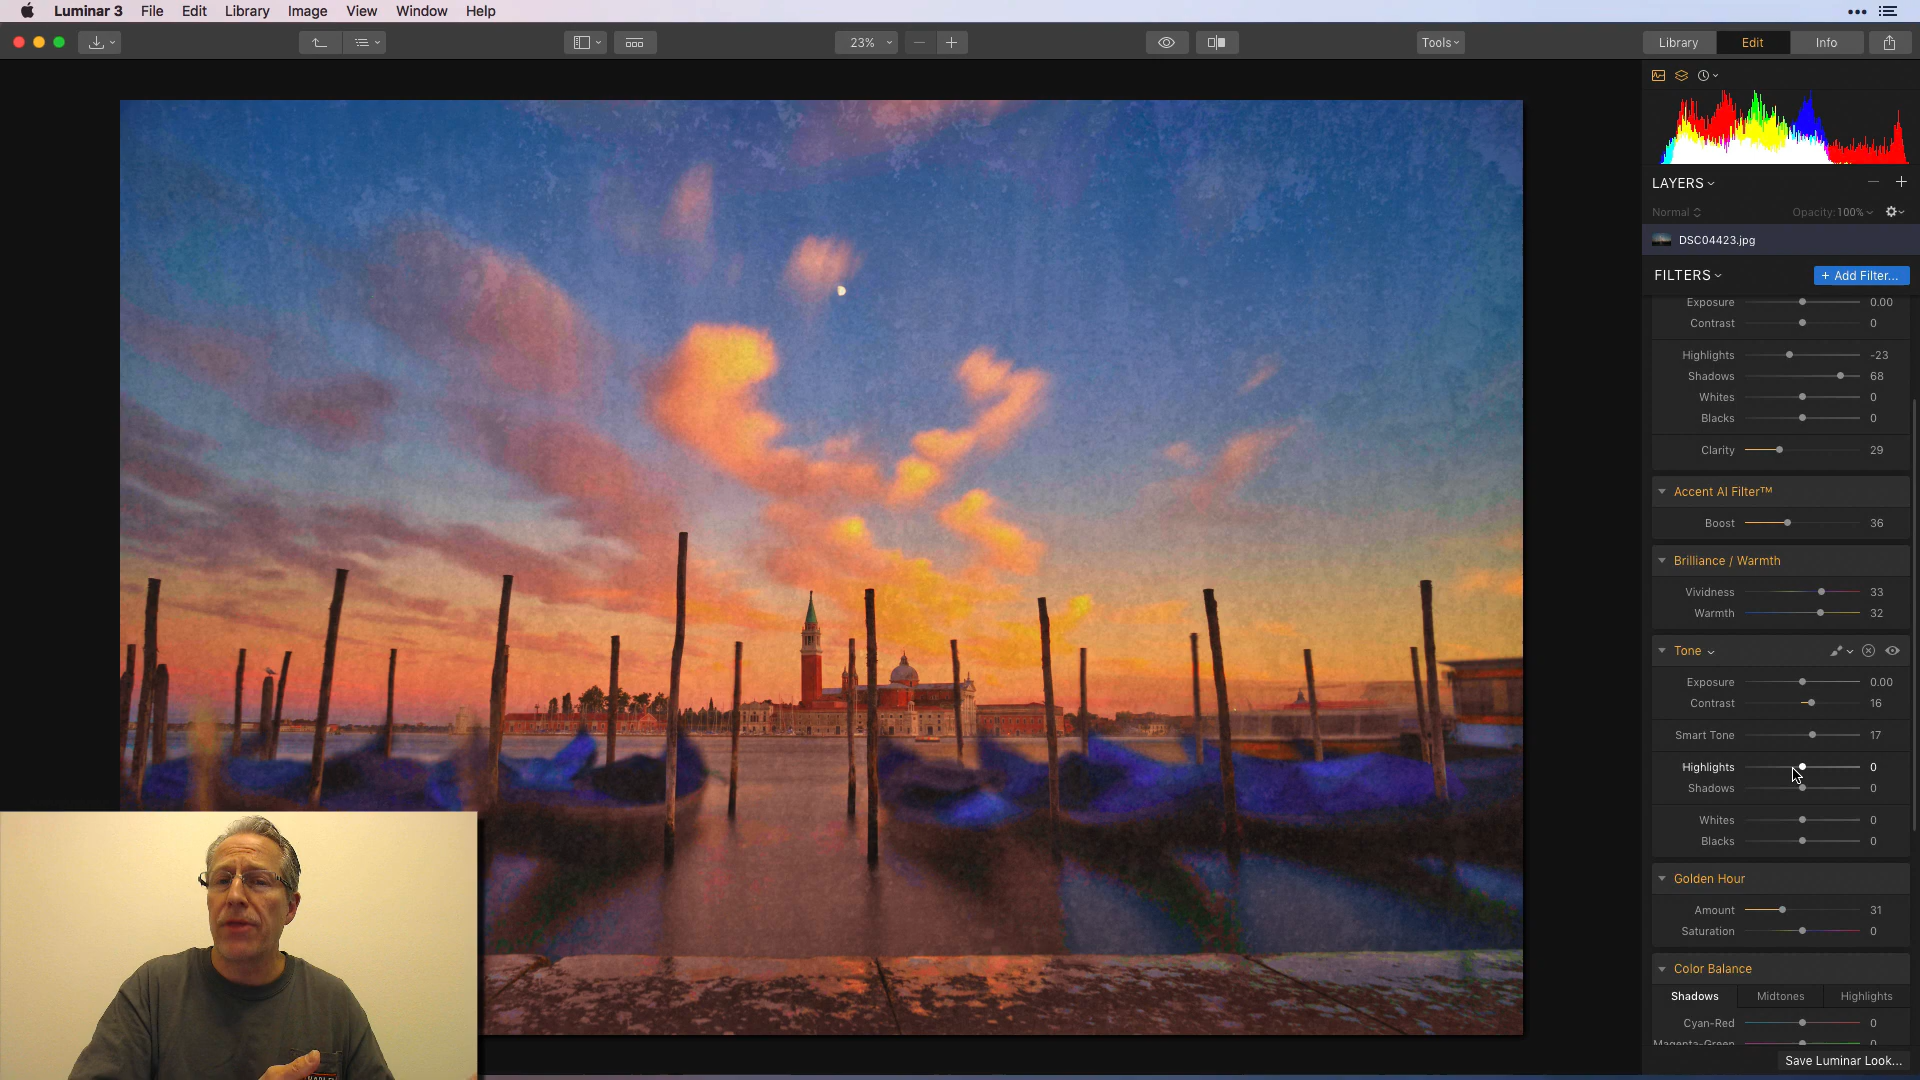 Luminar 3 File Edit Library Image View Window Help
23% Tools Library Edit Info
LAYERS
Normal Opacity: 100%
DSC04423.jpg
FILTERS + Add Filter...
Exposure 0.00
Contrast 0
Highlights -23
Shadows 68
Whites 0
Blacks 0
Clarity 29
Accent AI Filter™
Boost 36
Brilliance / Warmth
Vividness 33
Warmth 32
Tone
Exposure 0.00
Contrast 16
Smart Tone 17
Highlights 0
Shadows 0
Whites 0
Blacks 0
Golden Hour
Amount 31
Saturation 0
Color Balance
Shadows Midtones Highlights
Cyan-Red 0
Magenta-Green 0
Save Luminar Look...